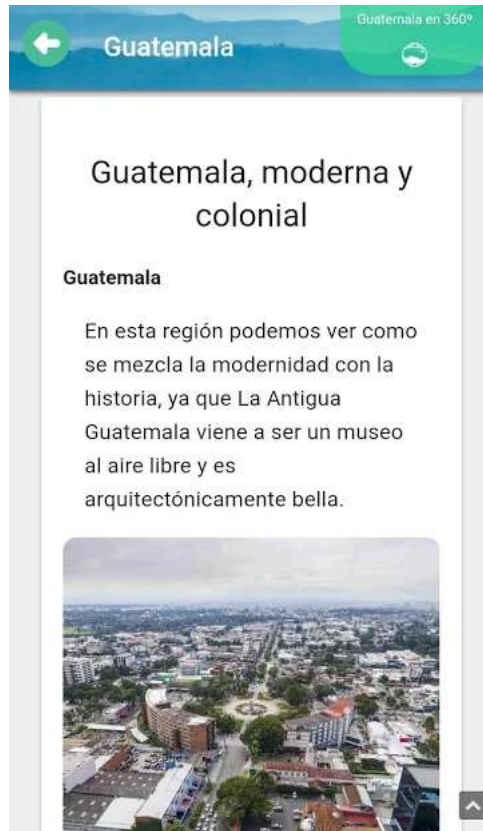 Guatemala en 360º
Guatemala
Guatemala, moderna y
colonial
Guatemala
En esta región podemos ver como
se mezcla la modernidad con la
historia, ya que La Antigua
Guatemala viene a ser un museo
al aire libre y es
arquitectónicamente bella.